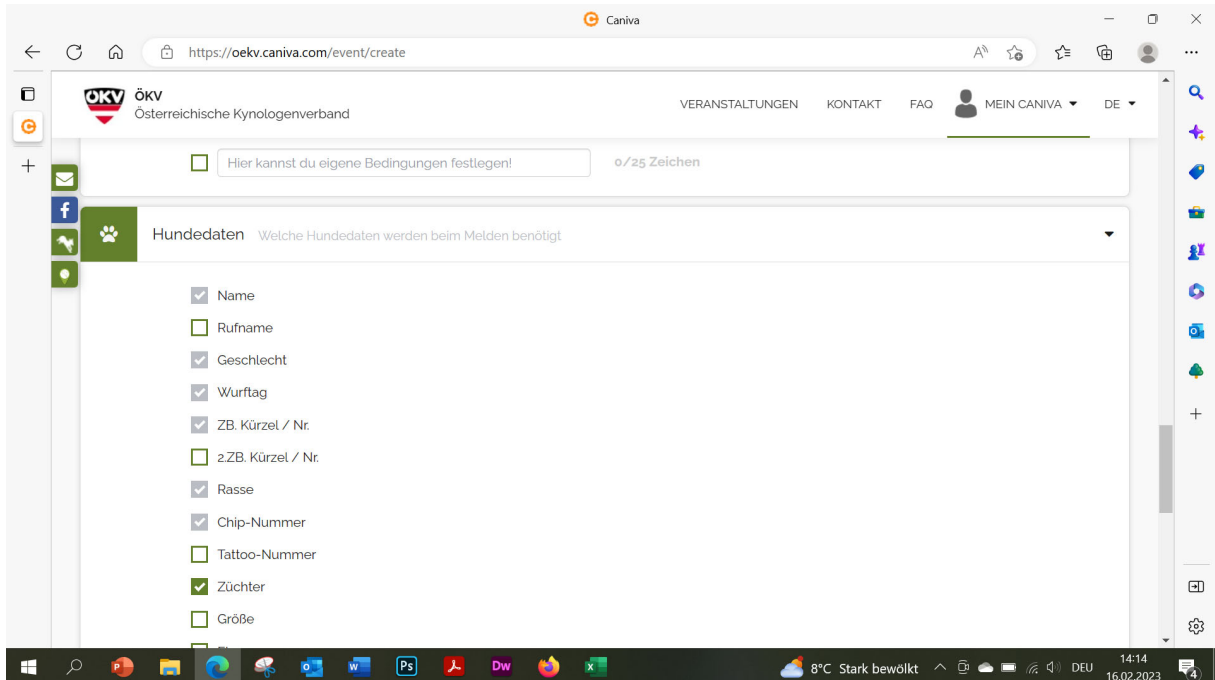 Caniva
https://oekv.caniva.com/event/create
ÖKV ÖKV
Österreichische Kynologenverband
VERANSTALTUNGEN KONTAKT FAQ MEIN CANIVA DE
Hier kannst du eigene Bedingungen festlegen! 0/25 Zeichen
Hundedaten Welche Hundedaten werden beim Melden benötigt
Name
Rufname
Geschlecht
Wurftag
ZB. Kürzel / Nr.
2.ZB. Kürzel / Nr.
Rasse
Chip-Nummer
Tattoo-Nummer
Züchter
Größe
8°C Stark bewölkt DEU 14:14
16.02.2023 4